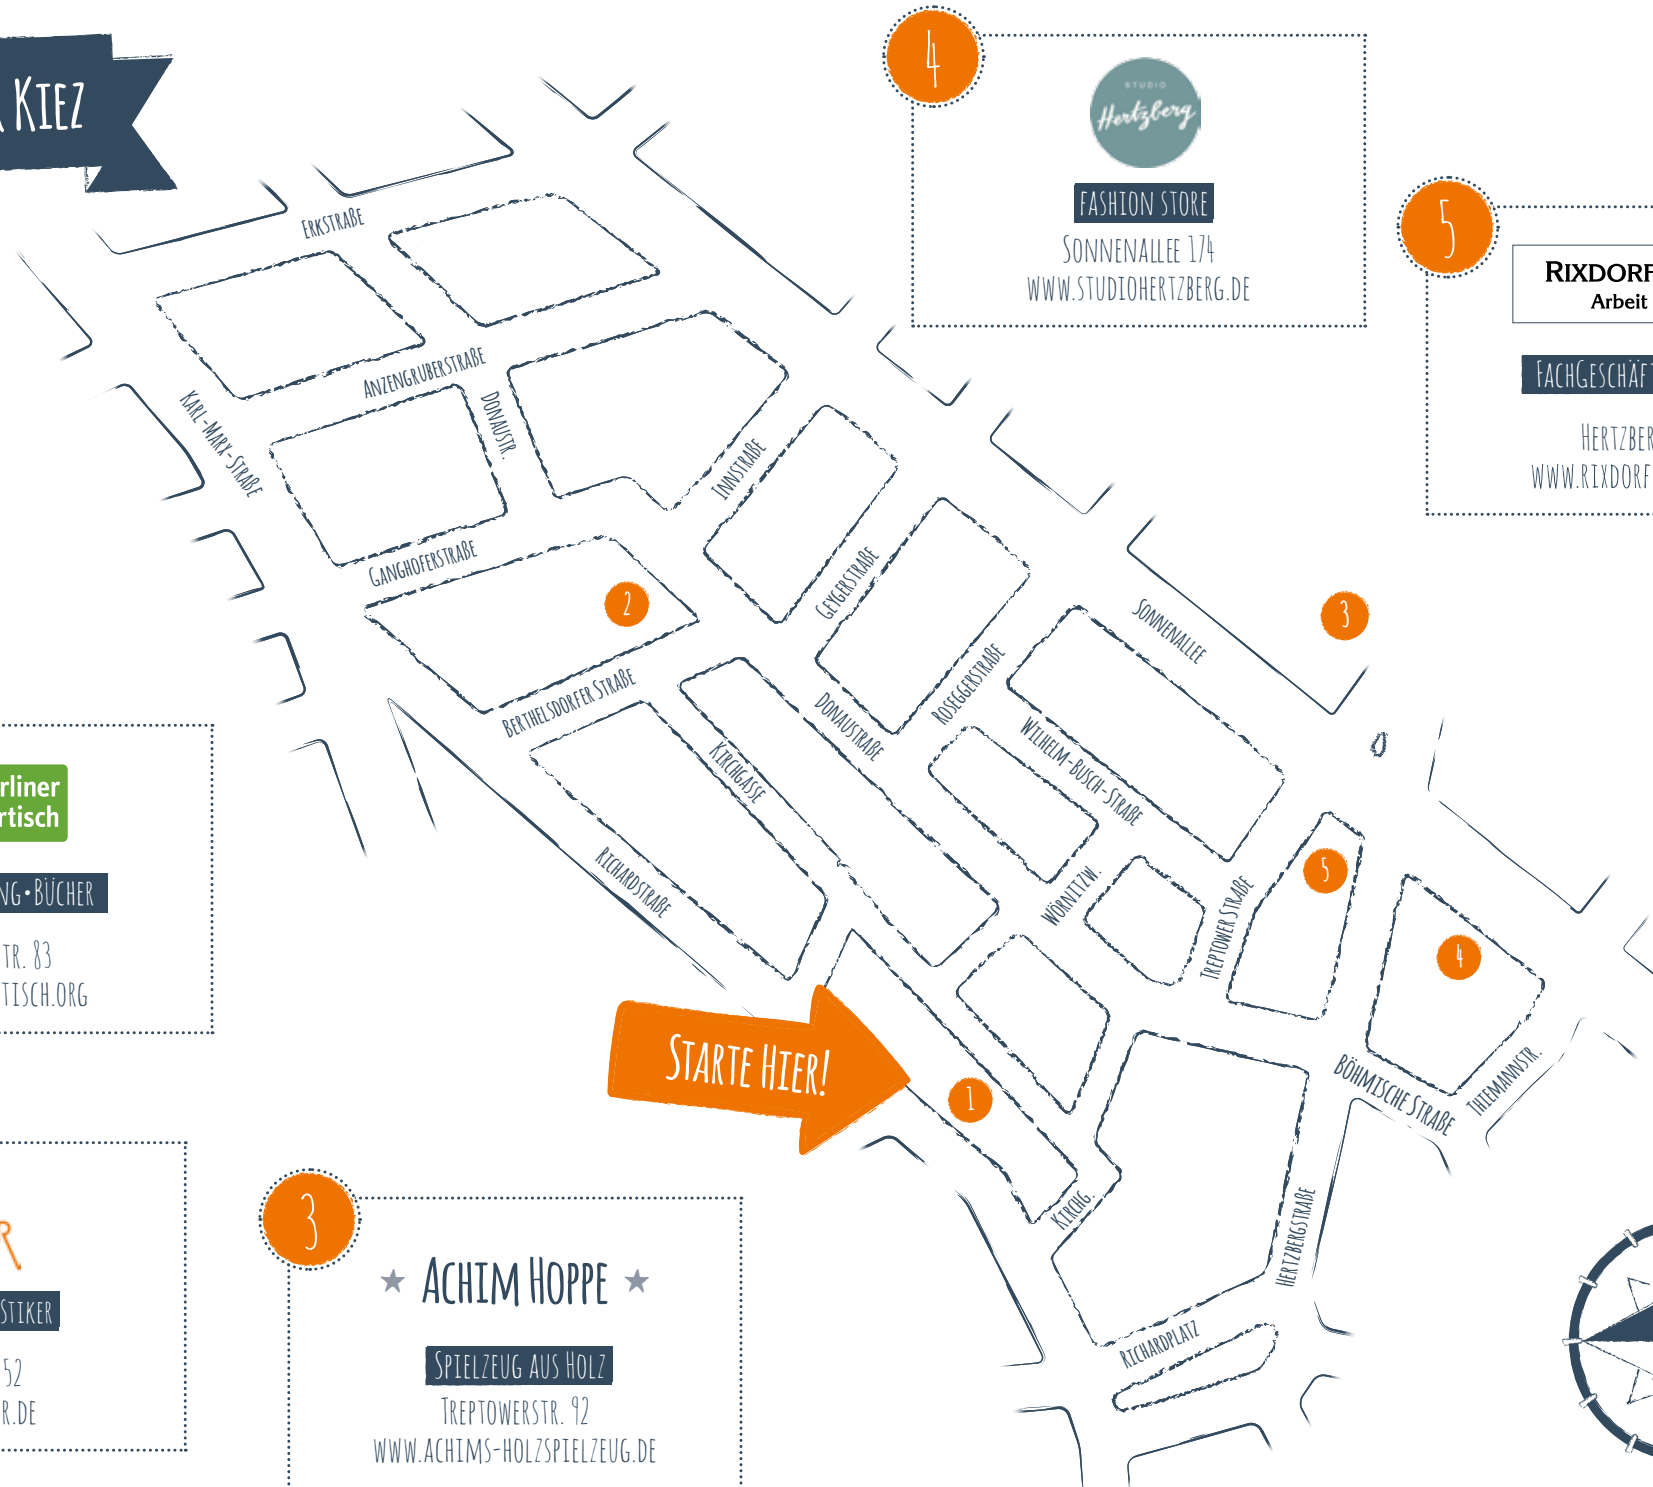 KIEZ
4
STUDIO
Hertzberg
FASHION STORE
SONNENALLEE 174
WWW.STUDIOHERTZBERG.DE
5
RIXDORF
Arbeit
FACHGESCHÄFT
HERTZBER
WWW.RIXDORF
ERKSTRAßE
ANZENGRUBERSTRAßE
KARL-MARX-STRAßE
DONAUSTR.
INNSTRAßE
GANGHOFERSTRAßE
2
GEYGERSTRAßE
SONNENALLEE
3
BERTHELSDORFER STRAßE
ROSEGGERSTRAßE
DONAUSTRAßE
WILHELM-BUSCH-STRAßE
KIRCHGASSE
RICHARDSTRAßE
WÖRNITZW.
TREPTOWER STRAßE
5
4
STARTE HIER!
1
BÖHMISCHE STRAßE
THIEMANNSTR.
KIRCHG.
HERTZBERGSTRAßE
RICHARDPLATZ
rliner
rtisch
NG•BÜCHER
TR. 83
TISCH.ORG
R
STIKER
52
R.DE
3
ACHIM HOPPE
SPIELZEUG AUS HOLZ
TREPTOWERSTR. 92
WWW.ACHIMS-HOLZSPIELZEUG.DE